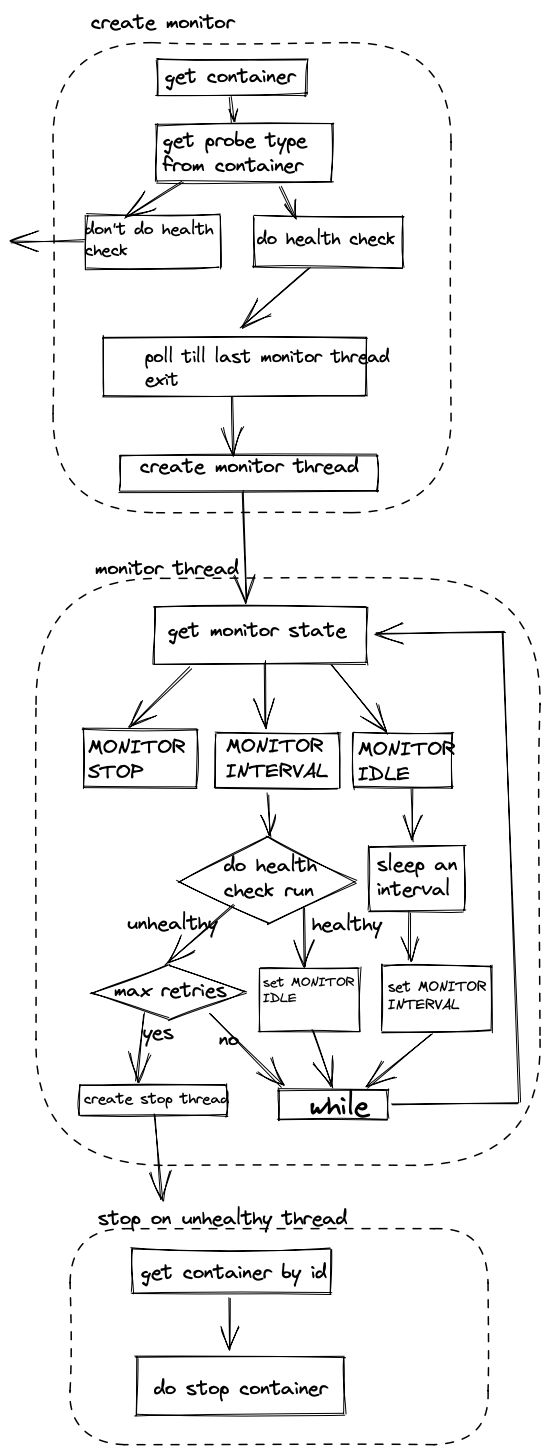 create monitor
get container
get probe type
from container
don't do health
check
do health check
poll till last monitor thread
exit
create monitor thread
monitor thread
get monitor state
MONITOR
STOP
MONITOR
INTERVAL
MONITOR
IDLE
do health
check run
sleep an
interval
unhealthy
healthy
max retries
set MONITOR
IDLE
set MONITOR
INTERVAL
yes
no
create stop thread
while
stop on unhealthy thread
get container by id
do stop container